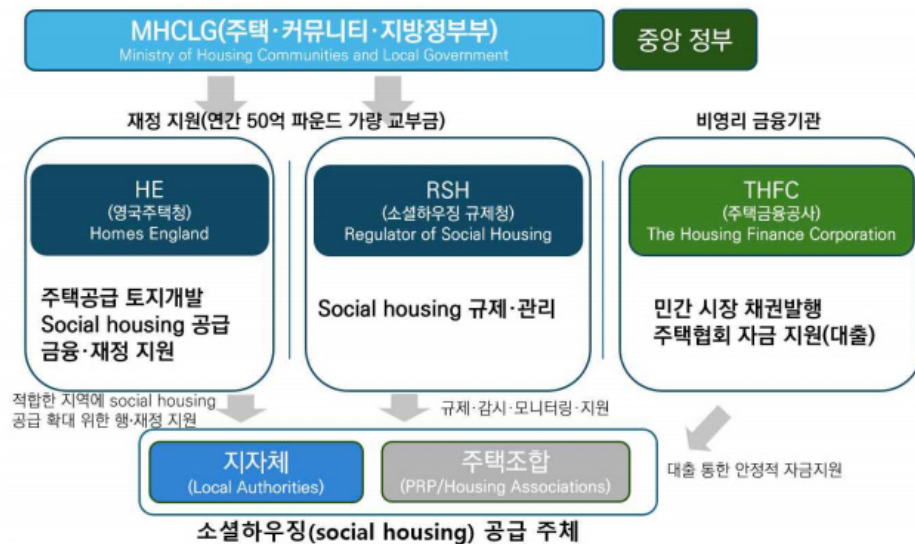 MHCLG(주택·커뮤니티·지방정부부)
Ministry of Housing Communities and Local Government
중앙 정부
재정 지원(연간 50억 파운드 가량 교부금)
비영리 금융기관
HE
(영국주택청)
Homes England
주택공급 토지개발
Social housing 공급
금융·재정 지원
RSH
(소셜하우징 규제청)
Regulator of Social Housing
Social housing 규제·관리
THFC
(주택금융공사)
The Housing Finance Corporation
민간 시장 채권발행
주택협회 자금 지원(대출)
적합한 지역에 social housing
공급 확대 위한 행·재정 지원
규제·감시·모니터링·지원
대출 통한 안정적 자금지원
지자체
(Local Authorities)
주택조합
(PRP/Housing Associations)
소셜하우징(social housing) 공급 주체